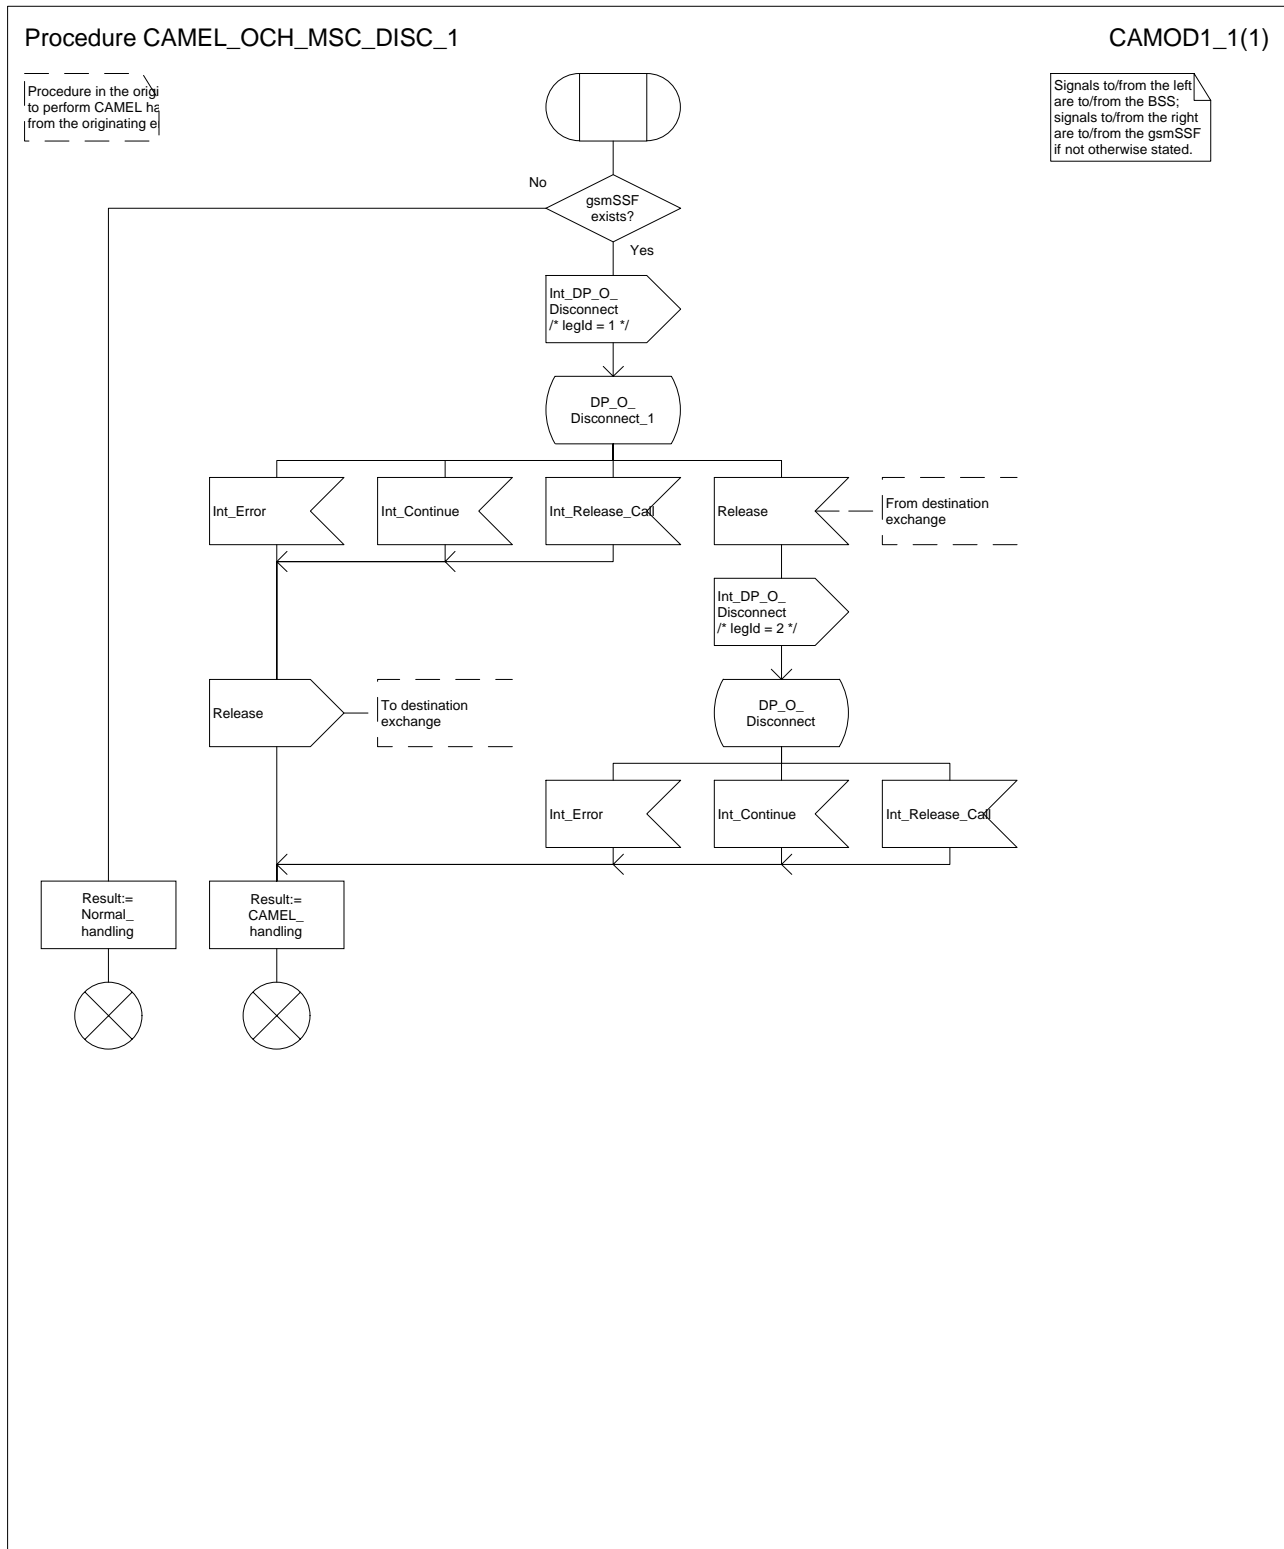 Procedure CAMEL_OCH_MSC_DISC_1
CAMOD1_1(1)
Procedure in the
to perform CAMEL
from the originating
Signals to/from the left
are to/from the BSS;
signals to/from the right
are to/from the gsmSSF
if not otherwise stated.
No
gsmSSF
exists?
Yes
Int_DP_O_
Disconnect
/* legId = 1 */
DP_O_
Disconnect_1
Int_Error
Int_Continue
Int_Release_Call
Release
From destination
exchange
Int_DP_O_
Disconnect
/* legId = 2 */
Release
To destination
exchange
DP_O_
Disconnect
Int_Error
Int_Continue
Int_Release_Call
Result:=
Normal_
handling
Result:=
CAMEL_
handling